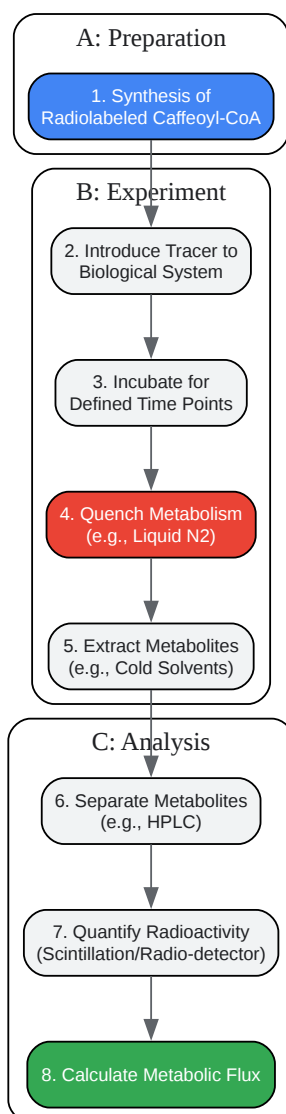 A: Preparation
1. Synthesis of
Radiolabeled Caffeoyl-CoA
B: Experiment
2. Introduce Tracer to
Biological System
3. Incubate for
Defined Time Points
4. Quench Metabolism
(e.g., Liquid N2)
5. Extract Metabolites
(e.g., Cold Solvents)
C: Analysis
6. Separate Metabolites
(e.g., HPLC)
7. Quantify Radioactivity
(Scintillation/Radio-detector)
8. Calculate Metabolic Flux